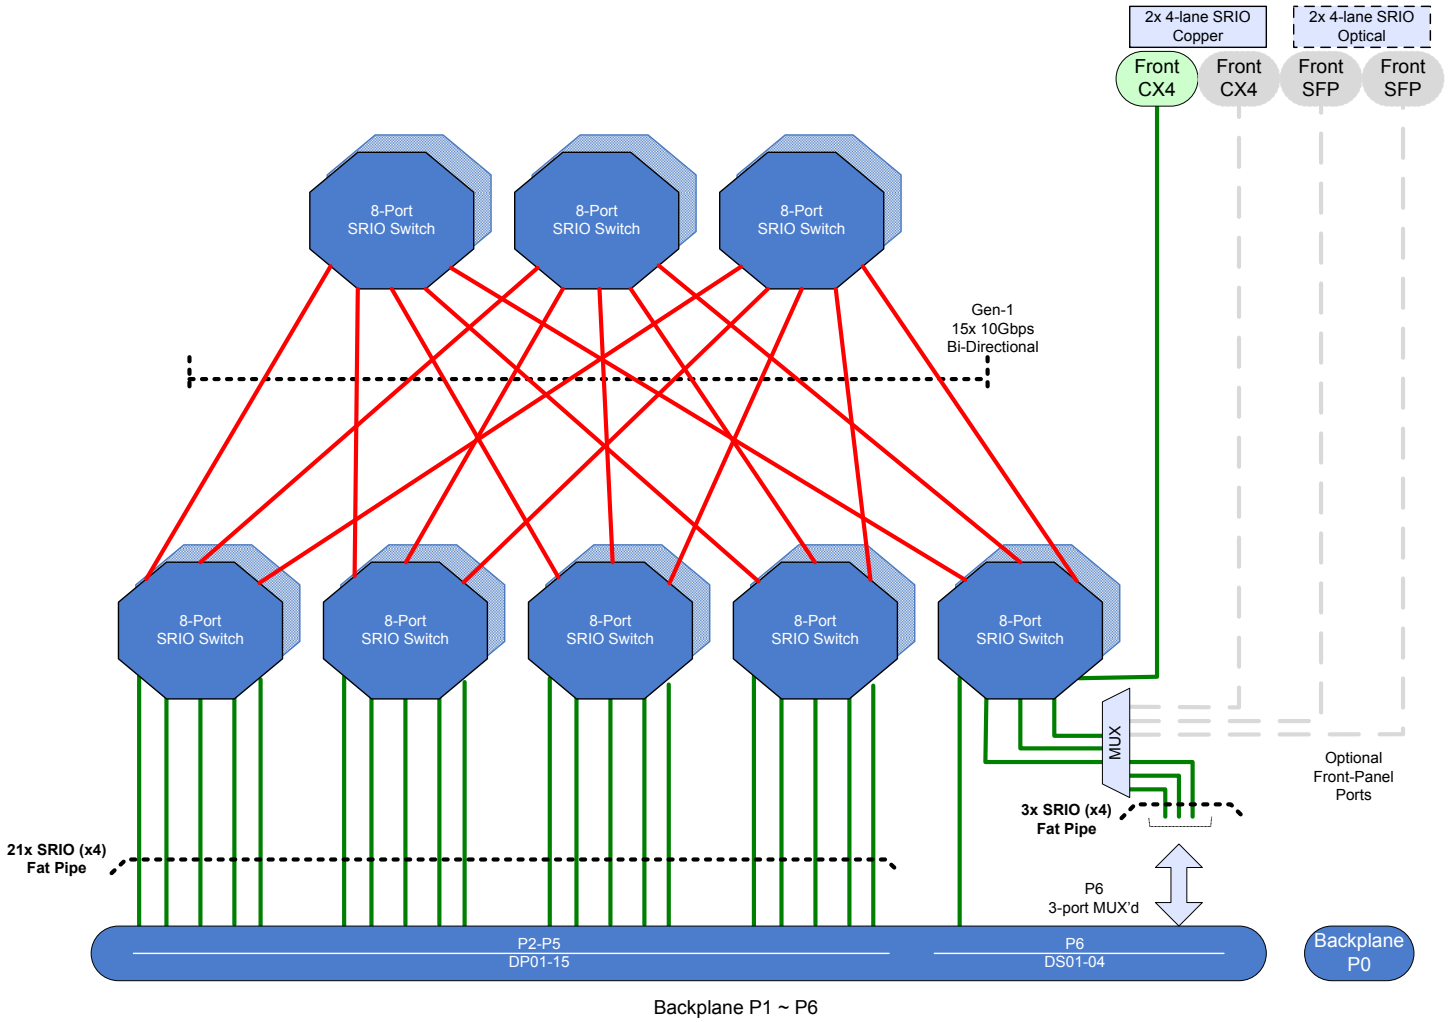 2x 4-lane SRIO
Copper
2x 4-lane SRIO
Optical
Front
CX4
Front
CX4
Front
SFP
Front
SFP
8-Port
SRIO Switch
8-Port
SRIO Switch
8-Port
SRIO Switch
Gen-1
15x 10Gbps
Bi-Directional
8-Port
SRIO Switch
8-Port
SRIO Switch
8-Port
SRIO Switch
8-Port
SRIO Switch
8-Port
SRIO Switch
MUX
Optional
Front-Panel
Ports
3x SRIO (x4)
Fat Pipe
21x SRIO (x4)
Fat Pipe
P6
3-port MUX'd
P2-P5
DP01-15
P6
DS01-04
Backplane
P0
Backplane P1 ~ P6